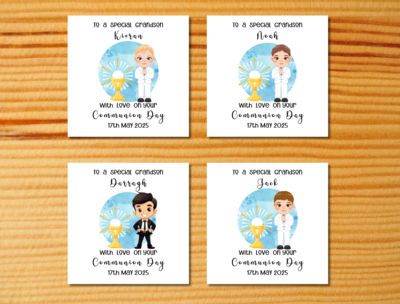 To a Special Grandson
Kieran
With Love on your
Communion Day
17th May 2025
To a Special Grandson
Noah
With Love on your
Communion Day
17th May 2025
To a Special Grandson
Darragh
With Love on your
Communion Day
17th May 2025
To a Special Grandson
Jack
With Love on your
Communion Day
17th May 2025